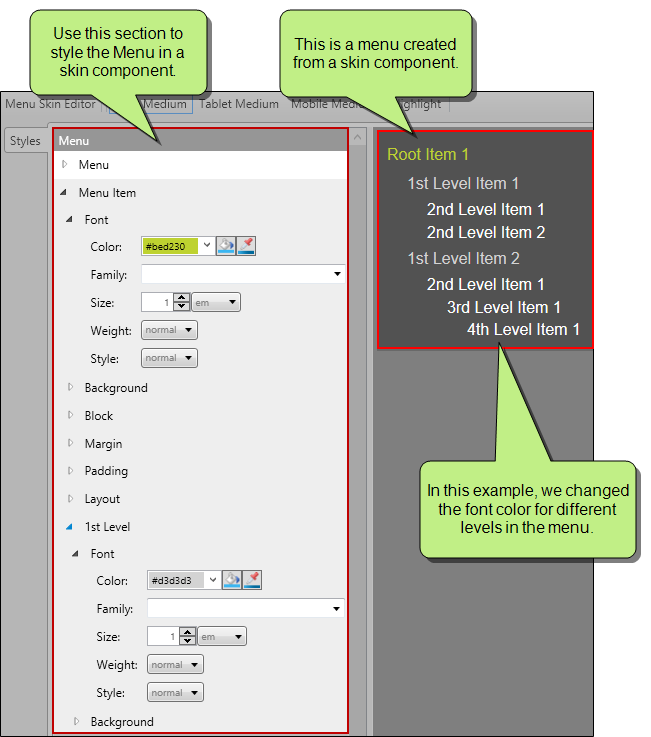 Use this section to
style the Menu in a
skin component.
This is a menu created
from a skin component.
Menu Skin Editor
Medium
Tablet Medium
Mobile Med
ighlight
Styles
Menu
Menu
Menu Item
Font
Color: #bed230
Family:
Size: 1 em
Weight: normal
Style: normal
Background
Block
Margin
Padding
Layout
1st Level
Font
Color: #d3d3d3
Family:
Size: 1 em
Weight: normal
Style: normal
Background
Root Item 1
1st Level Item 1
2nd Level Item 1
2nd Level Item 2
1st Level Item 2
2nd Level Item 1
3rd Level Item 1
4th Level Item 1
In this example, we changed
the font color for different
levels in the menu.